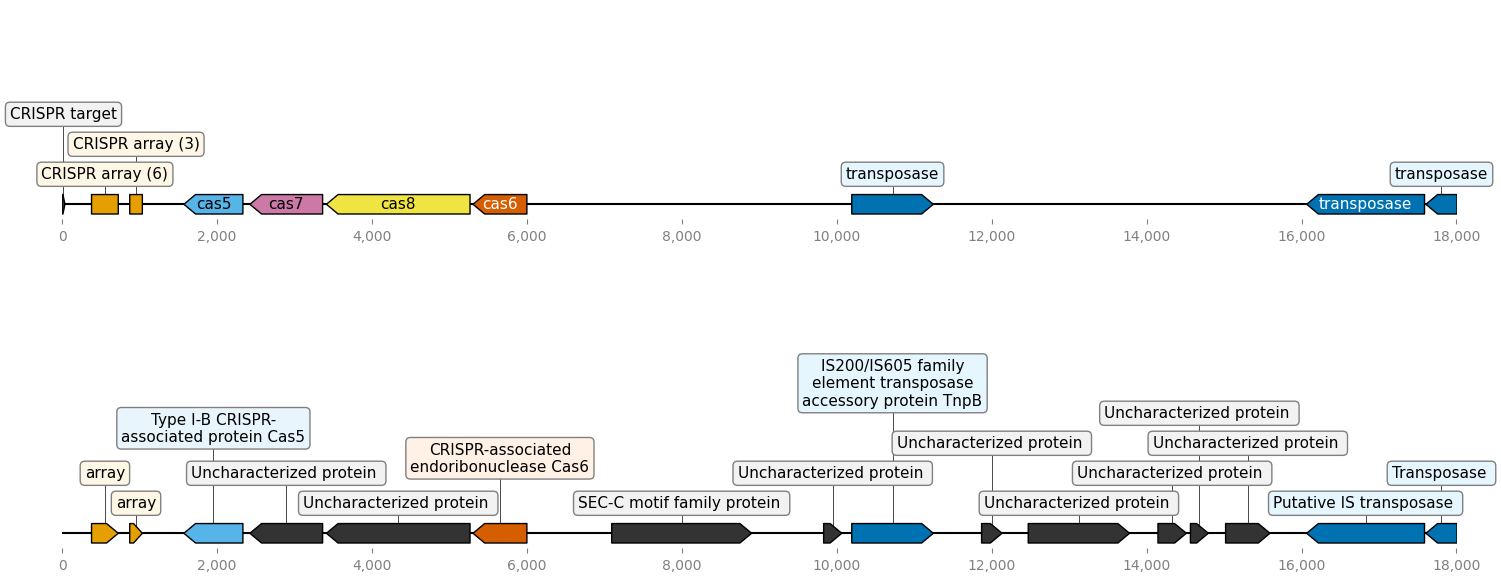 CRISPR target
CRISPR array (3)
CRISPR array (6)
transposase
transposase
cas5
cas7
cas8
cas6
transposase
0
2,000
4,000
6,000
8,000
10,000
12,000
14,000
16,000
18,000
IS200/IS605 family
element transposase
accessory protein TnpB
Type I-B CRISPR-
associated protein Cas5
Uncharacterized protein
CRISPR-associated
endoribonuclease Cas6
Uncharacterized protein
Uncharacterized protein
array
Uncharacterized protein
Uncharacterized protein
Uncharacterized protein
Transposase
array
Uncharacterized protein
SEC-C motif family protein
Uncharacterized protein
Putative IS transposase
0
2,000
4,000
6,000
8,000
10,000
12,000
14,000
16,000
18,000